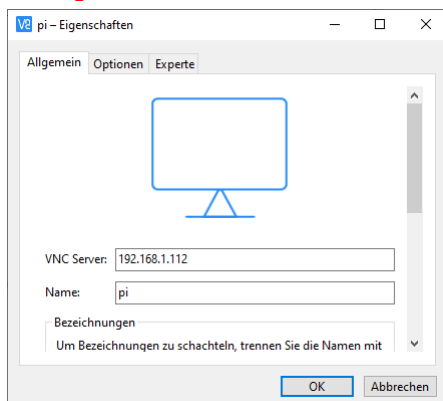 pi – Eigenschaften
Allgemein Optionen Experte
VNC Server: 192.168.1.112
Name: pi
Bezeichnungen
Um Bezeichnungen zu schachteln, trennen Sie die Namen mit
OK Abbrechen